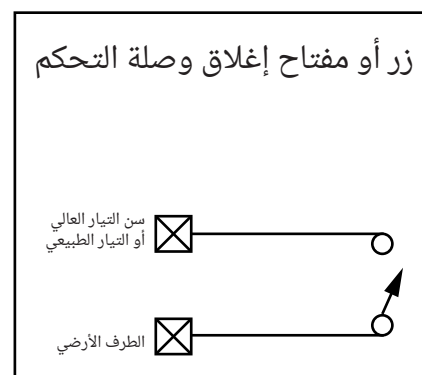 زر أو مفتاح إغلاق وصلة التحكم
سن التيار العالي
أو التيار الطبيعي
الطرف الأرضي